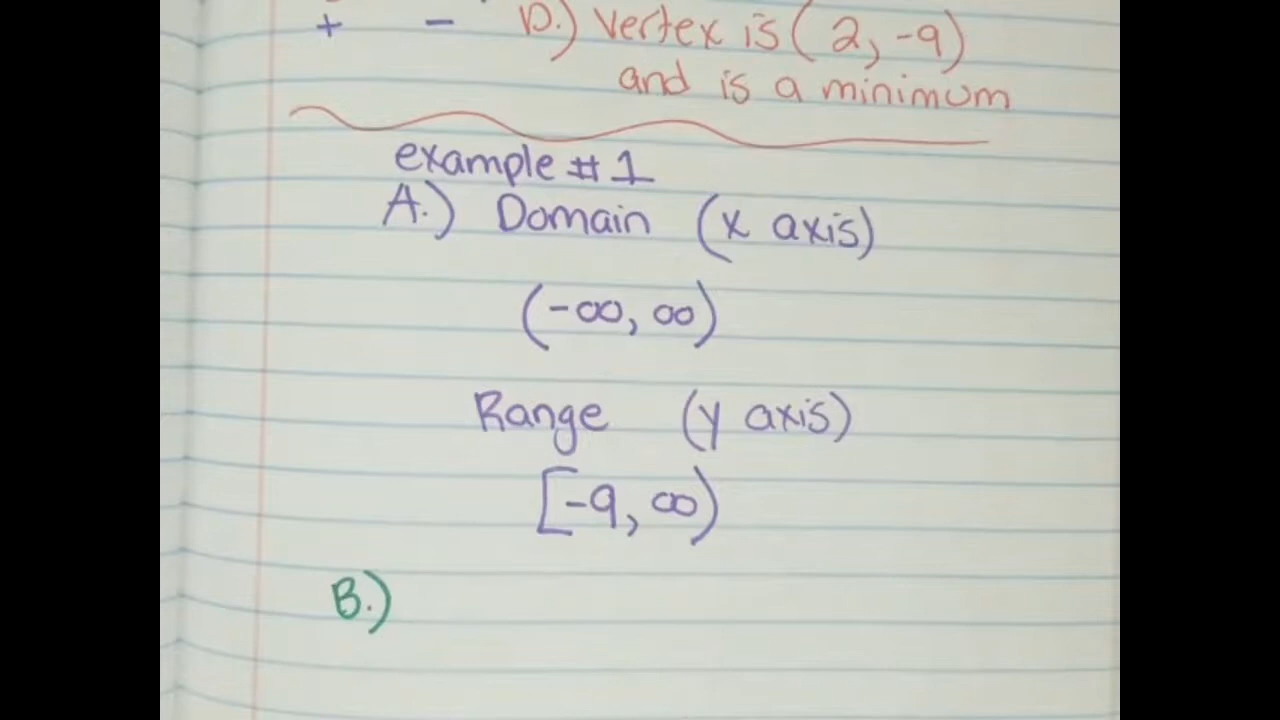 + - D.) Vertex is (2, -9)
and is a minimum
example # 1
A.) Domain (x axis)
(-∞, ∞)
Range (y axis)
[-9, ∞)
B.)